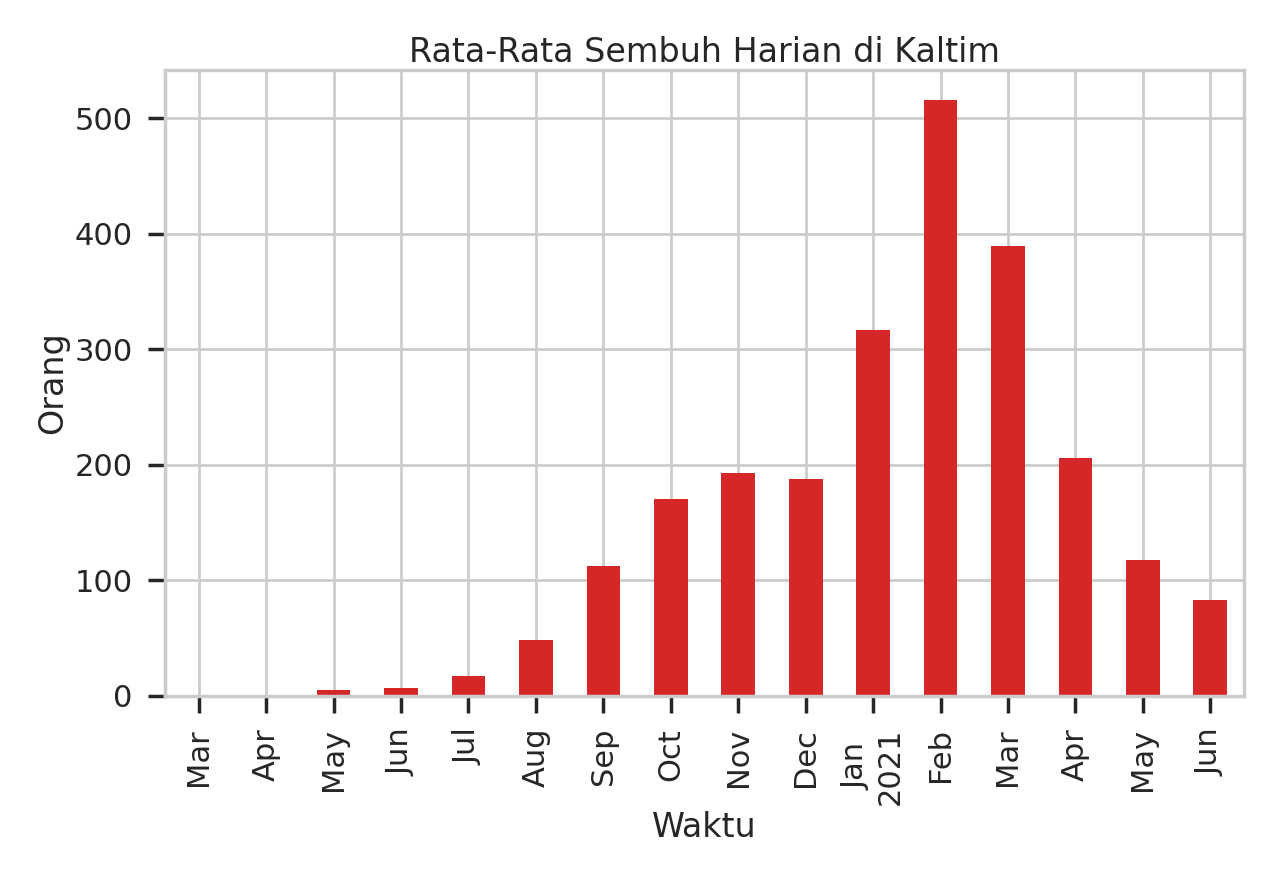 Rata-Rata Sembuh Harian di Kaltim
500
400
300
200
100
0
Orang
Mar
Apr
May
Jun
Jul
Aug
Sep
Oct
Nov
Dec
Jan
2021
Feb
Mar
Apr
May
Jun
Waktu